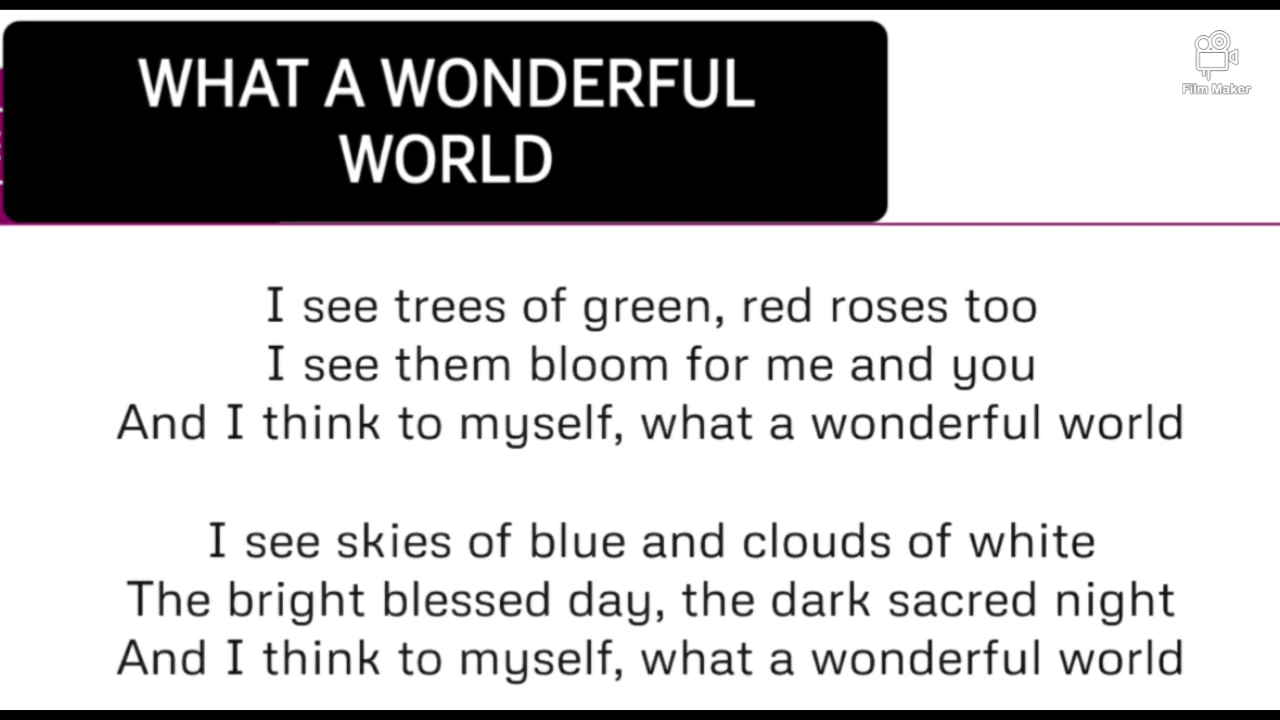 WHAT A WONDERFUL
WORLD
Film Maker
I see trees of green, red roses too
I see them bloom for me and you
And I think to myself, what a wonderful world
I see skies of blue and clouds of white
The bright blessed day, the dark sacred night
And I think to myself, what a wonderful world